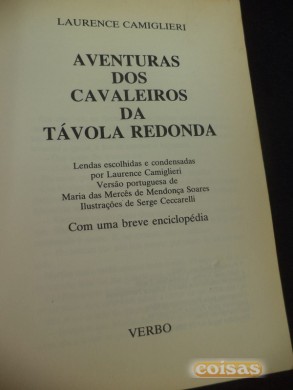 LAURENCE CAMIGLIERI
AVENTURAS
DOS
CAVALEIROS
DA
TÁVOLA REDONDA
Lendas escolhidas e condensadas
por Laurence Camiglieri
Versão portuguesa de
Maria das Mercês de Mendonça Soares
Ilustrações de Serge Ceccarelli
Com uma breve enciclopédia
VERBO
coisas